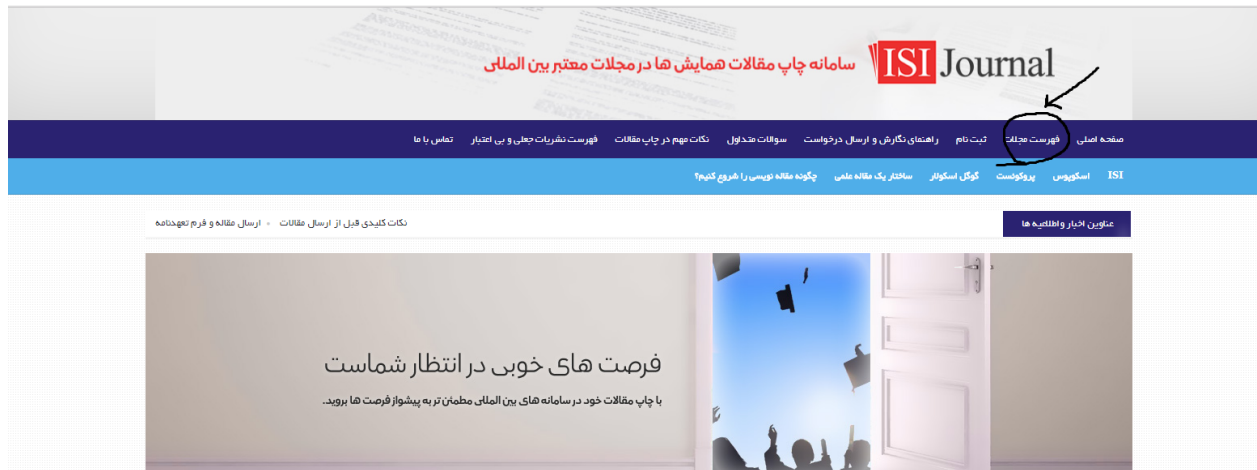 ISI Journal سامانه چاپ مقالات همایش ها در مجلات معتبر بین المللی
صفحه اصلی فهرست مجلات ثبت نام راهنمای نگارش و ارسال درخواست سوالات متداول نکات مهم در چاپ مقالات فهرست نشریات جعلی و بی اعتبار تماس با ما
ISI اسکوپوس پروکوئست گوگل اسکولار ساختار یک مقاله علمی چگونه مقاله نویسی را شروع کنیم؟
عناوین اخبار و اطلاعیه ها نکات کلیدی قبل از ارسال مقالات ارسال مقاله و فرم تعهدنامه
فرصت های خوبی در انتظار شماست
با چاپ مقالات خود در سامانه های بین المللی مطمئن تر به پیشواز فرصت ها بروید.